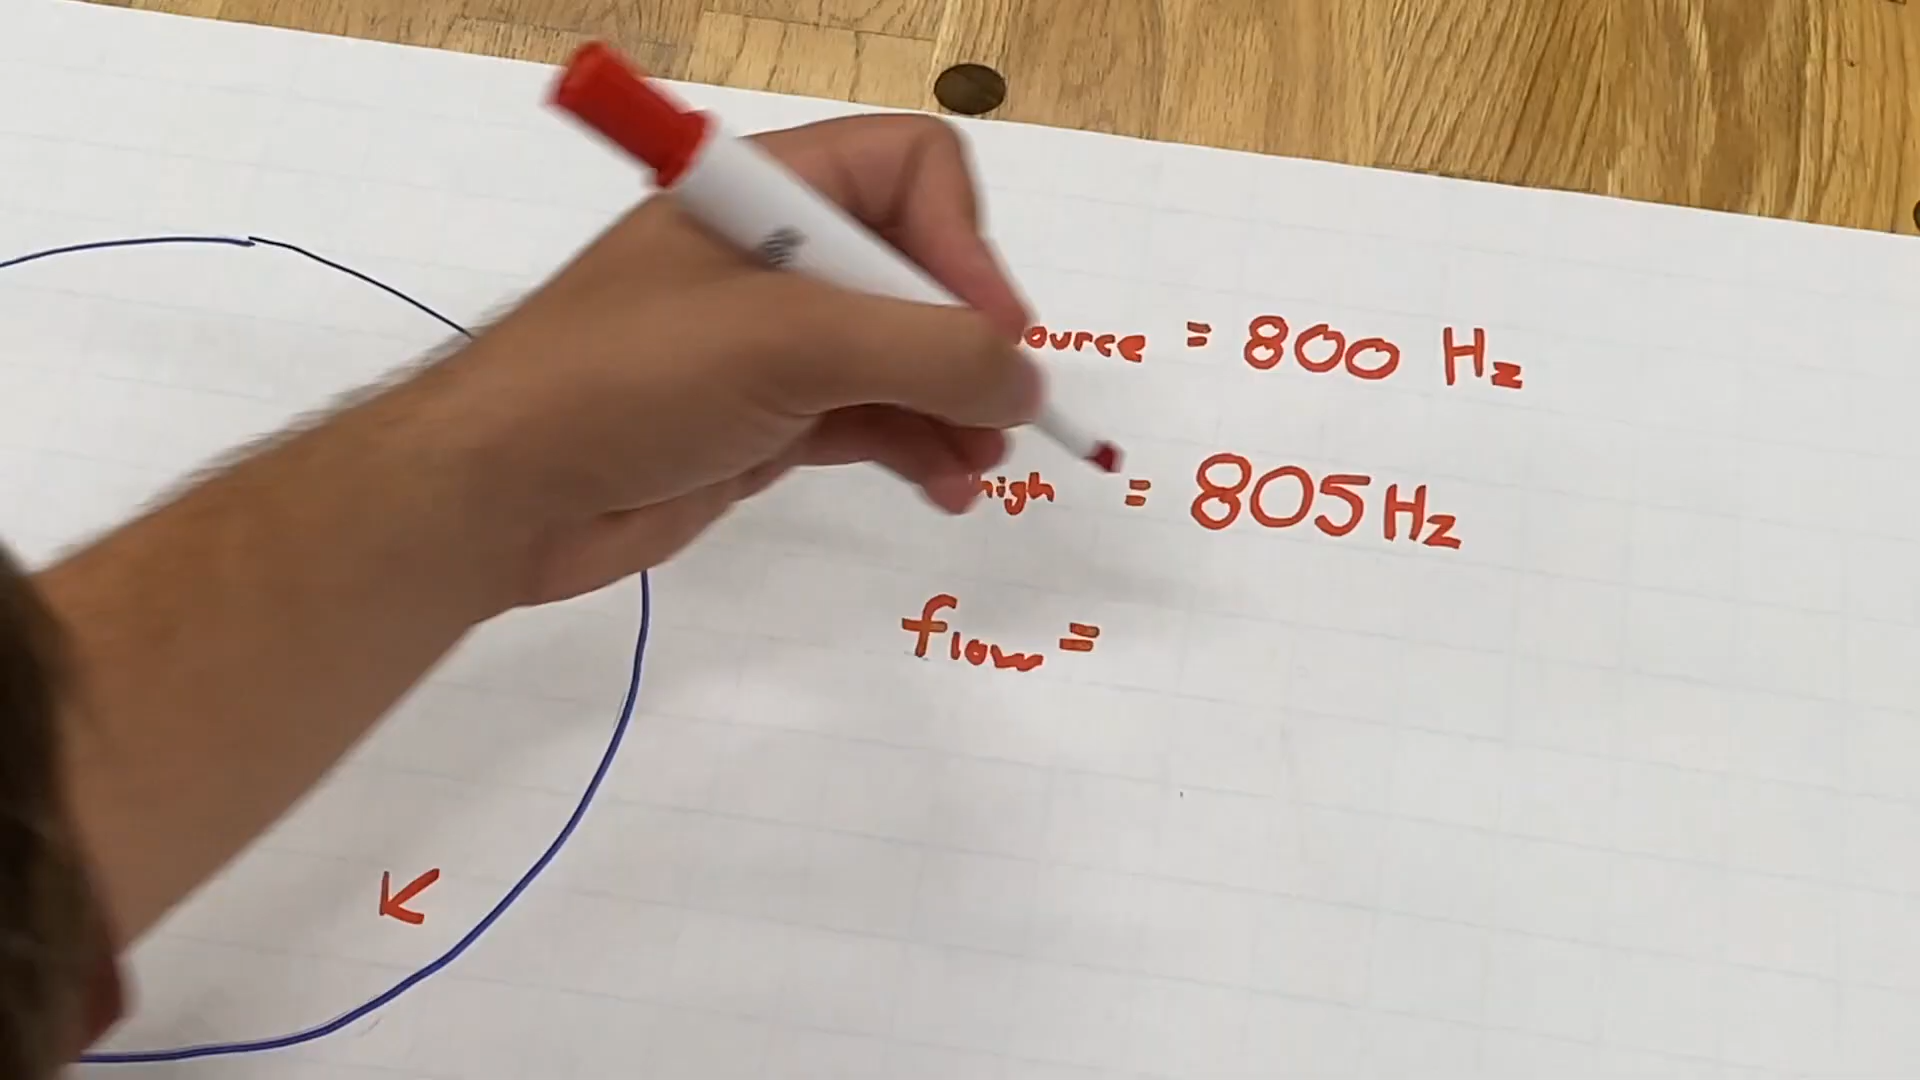 ource = 800 Hz
high = 805 Hz
flow =